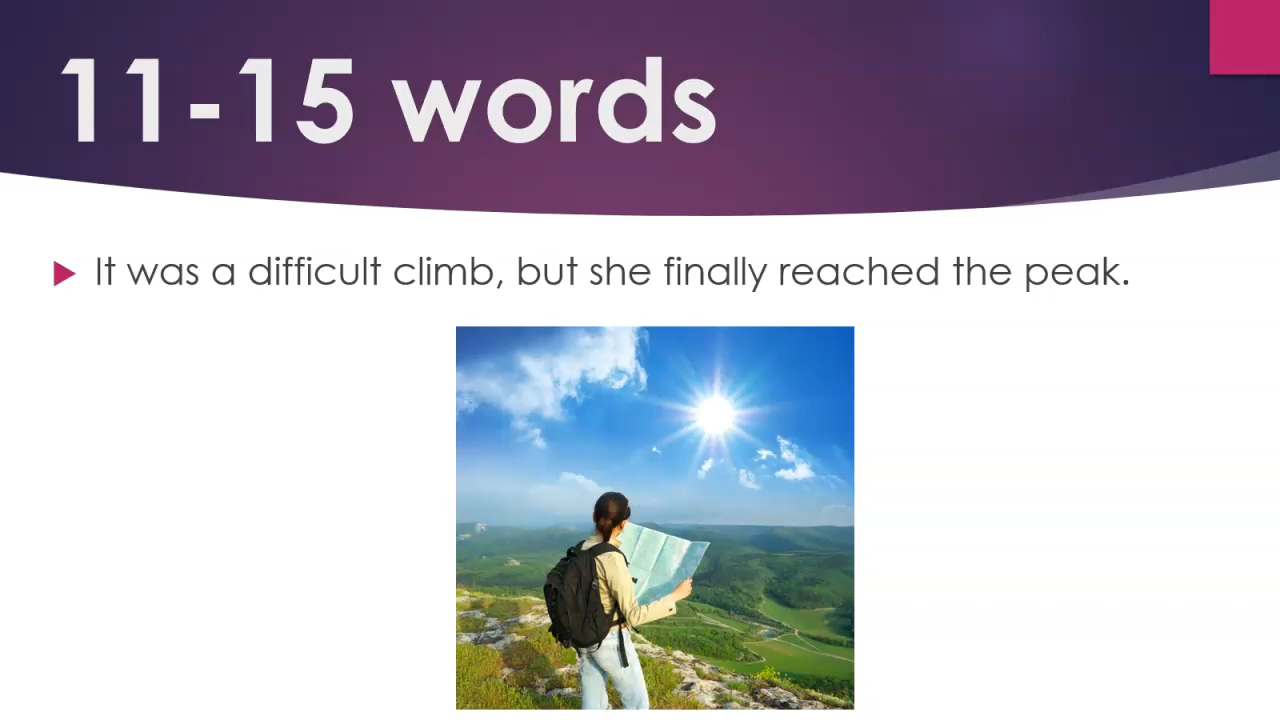 11-15 words
It was a difficult climb, but she finally reached the peak.